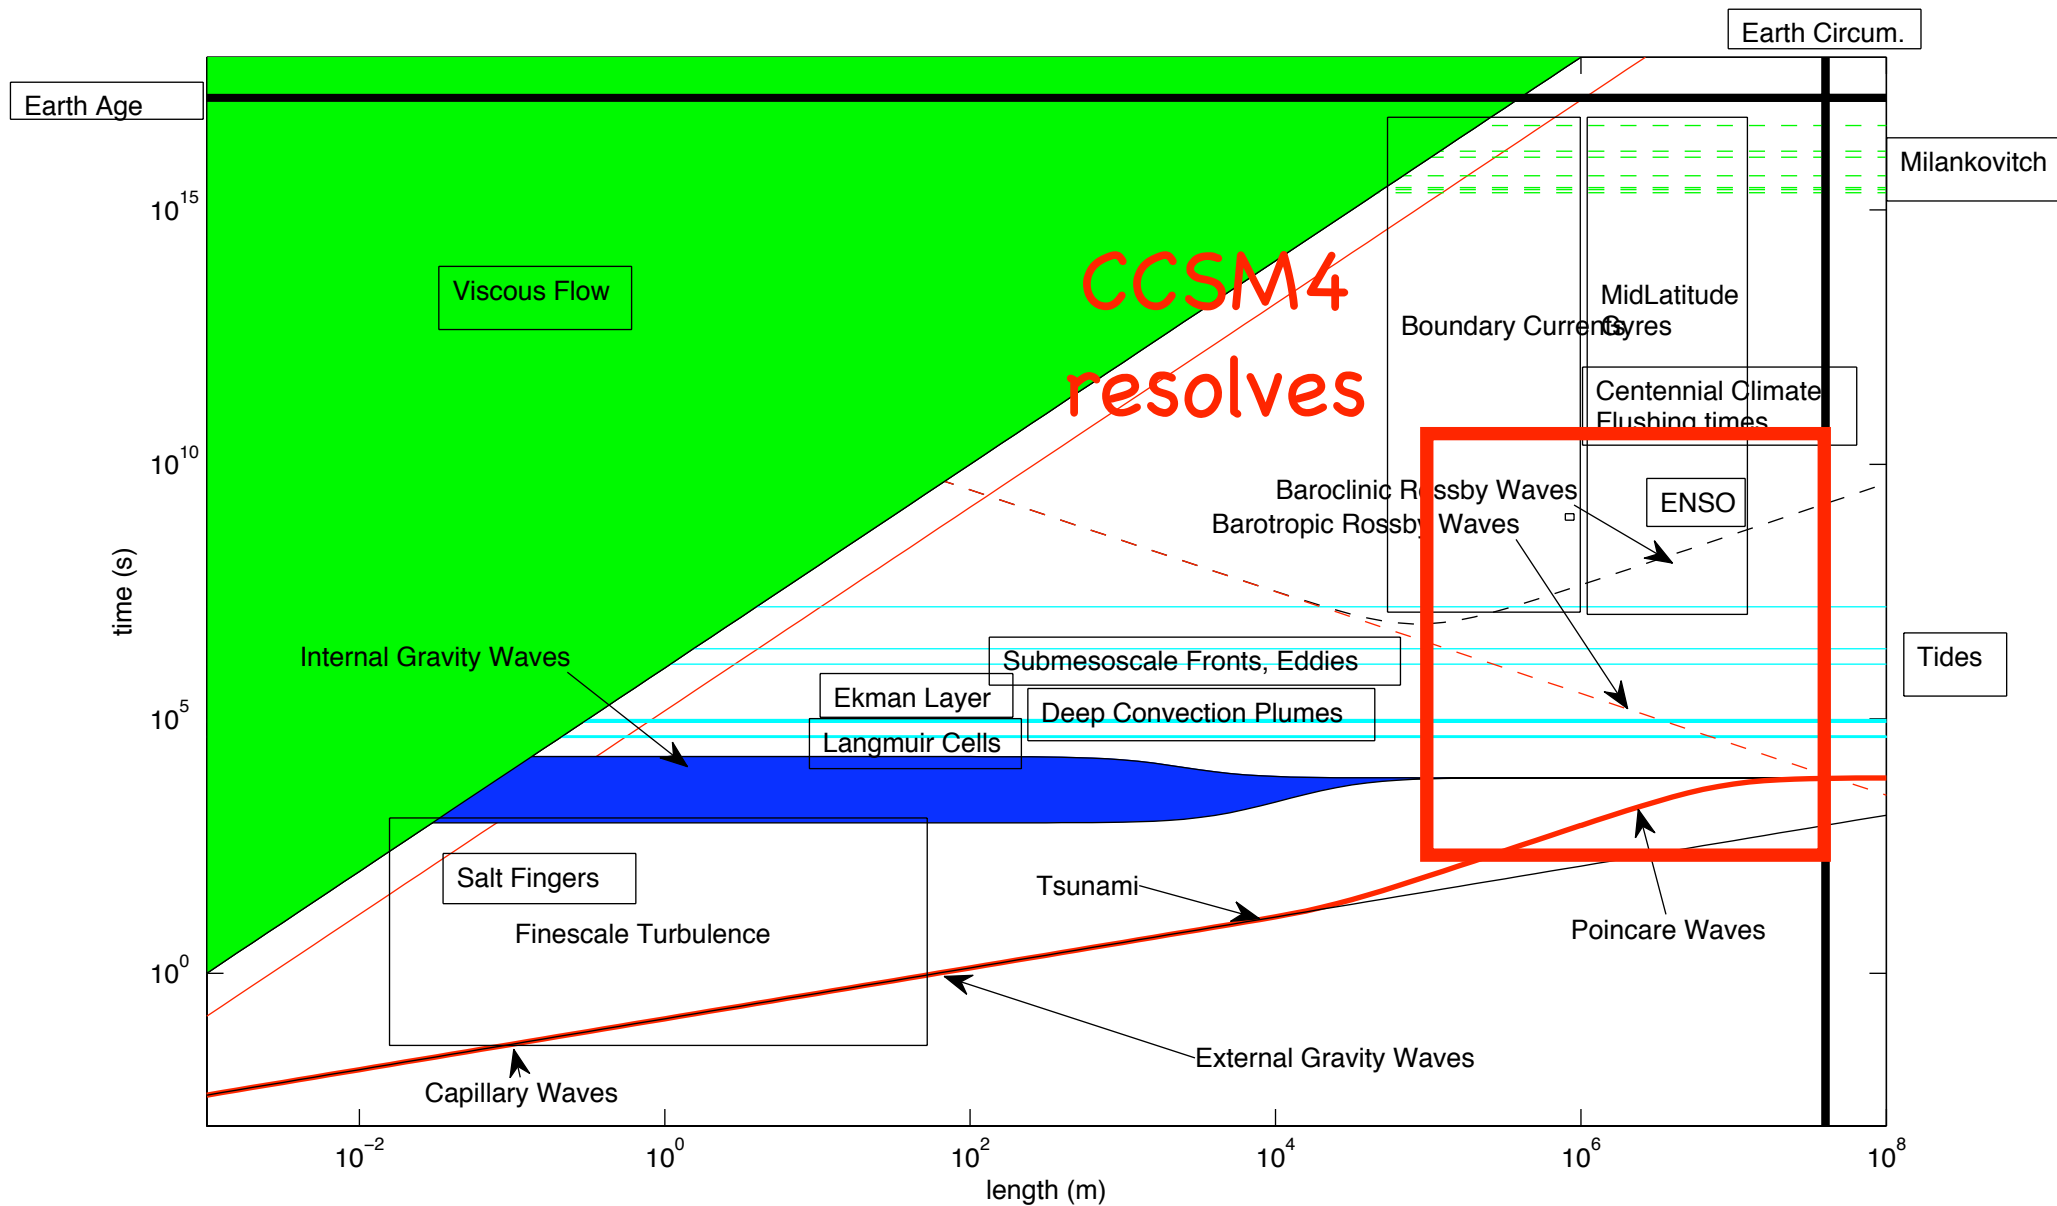 Earth Circum.
Earth Age
Milankovitch
10^15
CCSM4
Viscous Flow
MidLatitude
Boundary Currents
Gyres
resolves
Centennial Climate
Flushing times
10^10
Baroclinic Rossby Waves
ENSO
Barotropic Rossby Waves
time (s)
Internal Gravity Waves
Submesoscale Fronts, Eddies
Tides
Ekman Layer
10^5
Deep Convection Plumes
Langmuir Cells
Salt Fingers
Tsunami
Finescale Turbulence
Poincare Waves
10^0
External Gravity Waves
Capillary Waves
10^−2
10^0
10^2
10^4
10^6
10^8
length (m)